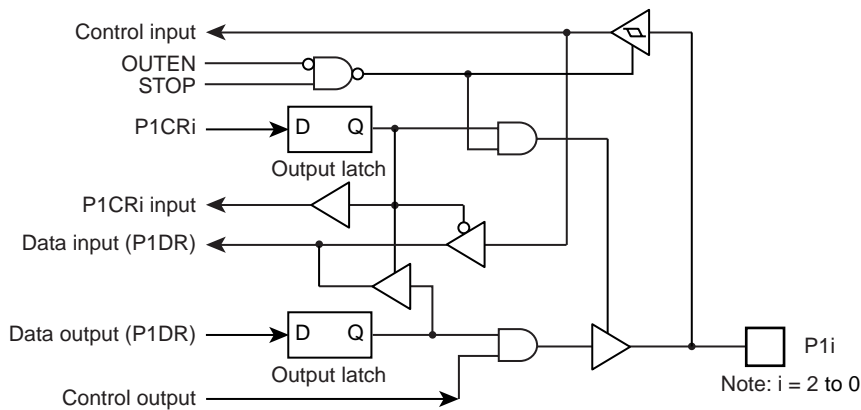 Control input
OUTEN
STOP
P1CRi
D Q
Output latch
P1CRi input
Data input (P1DR)
Data output (P1DR)
D Q
Output latch
Control output
P1i
Note: i = 2 to 0